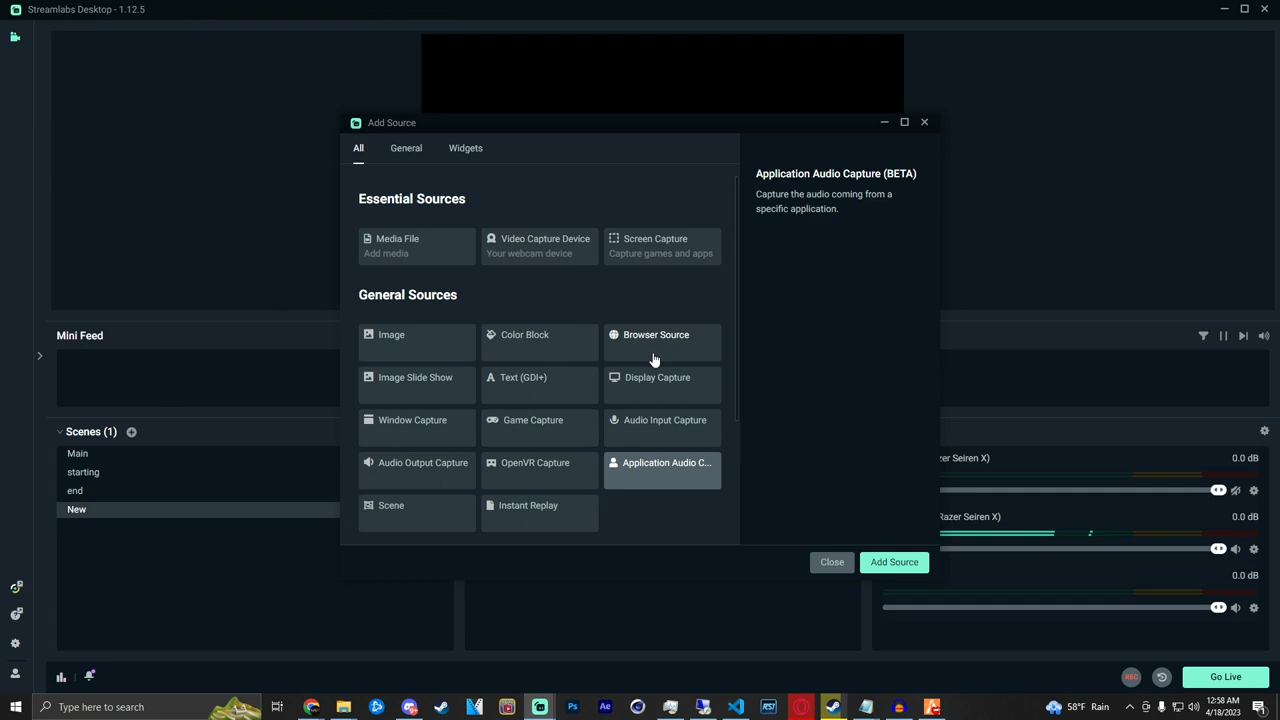 Streamlabs Desktop - 1.12.5
Add Source
All
General
Widgets
Essential Sources
Media File
Add media
Video Capture Device
Your webcam device
Screen Capture
Capture games and apps
General Sources
Image
Color Block
Browser Source
Image Slide Show
Text (GDI+)
Display Capture
Window Capture
Game Capture
Audio Input Capture
Audio Output Capture
OpenVR Capture
Application Audio C...
Scene
Instant Replay
Application Audio Capture (BETA)
Capture the audio coming from a
specific application.
Close
Add Source
Mini Feed
Scenes (1)
Main
starting
end
New
zer Seiren X)
0.0 dB
Razer Seiren X)
0.0 dB
0.0 dB
REC
Go Live
Type here to search
Ps
Ae
RSI
58°F Rain
12:58 AM
4/18/2023